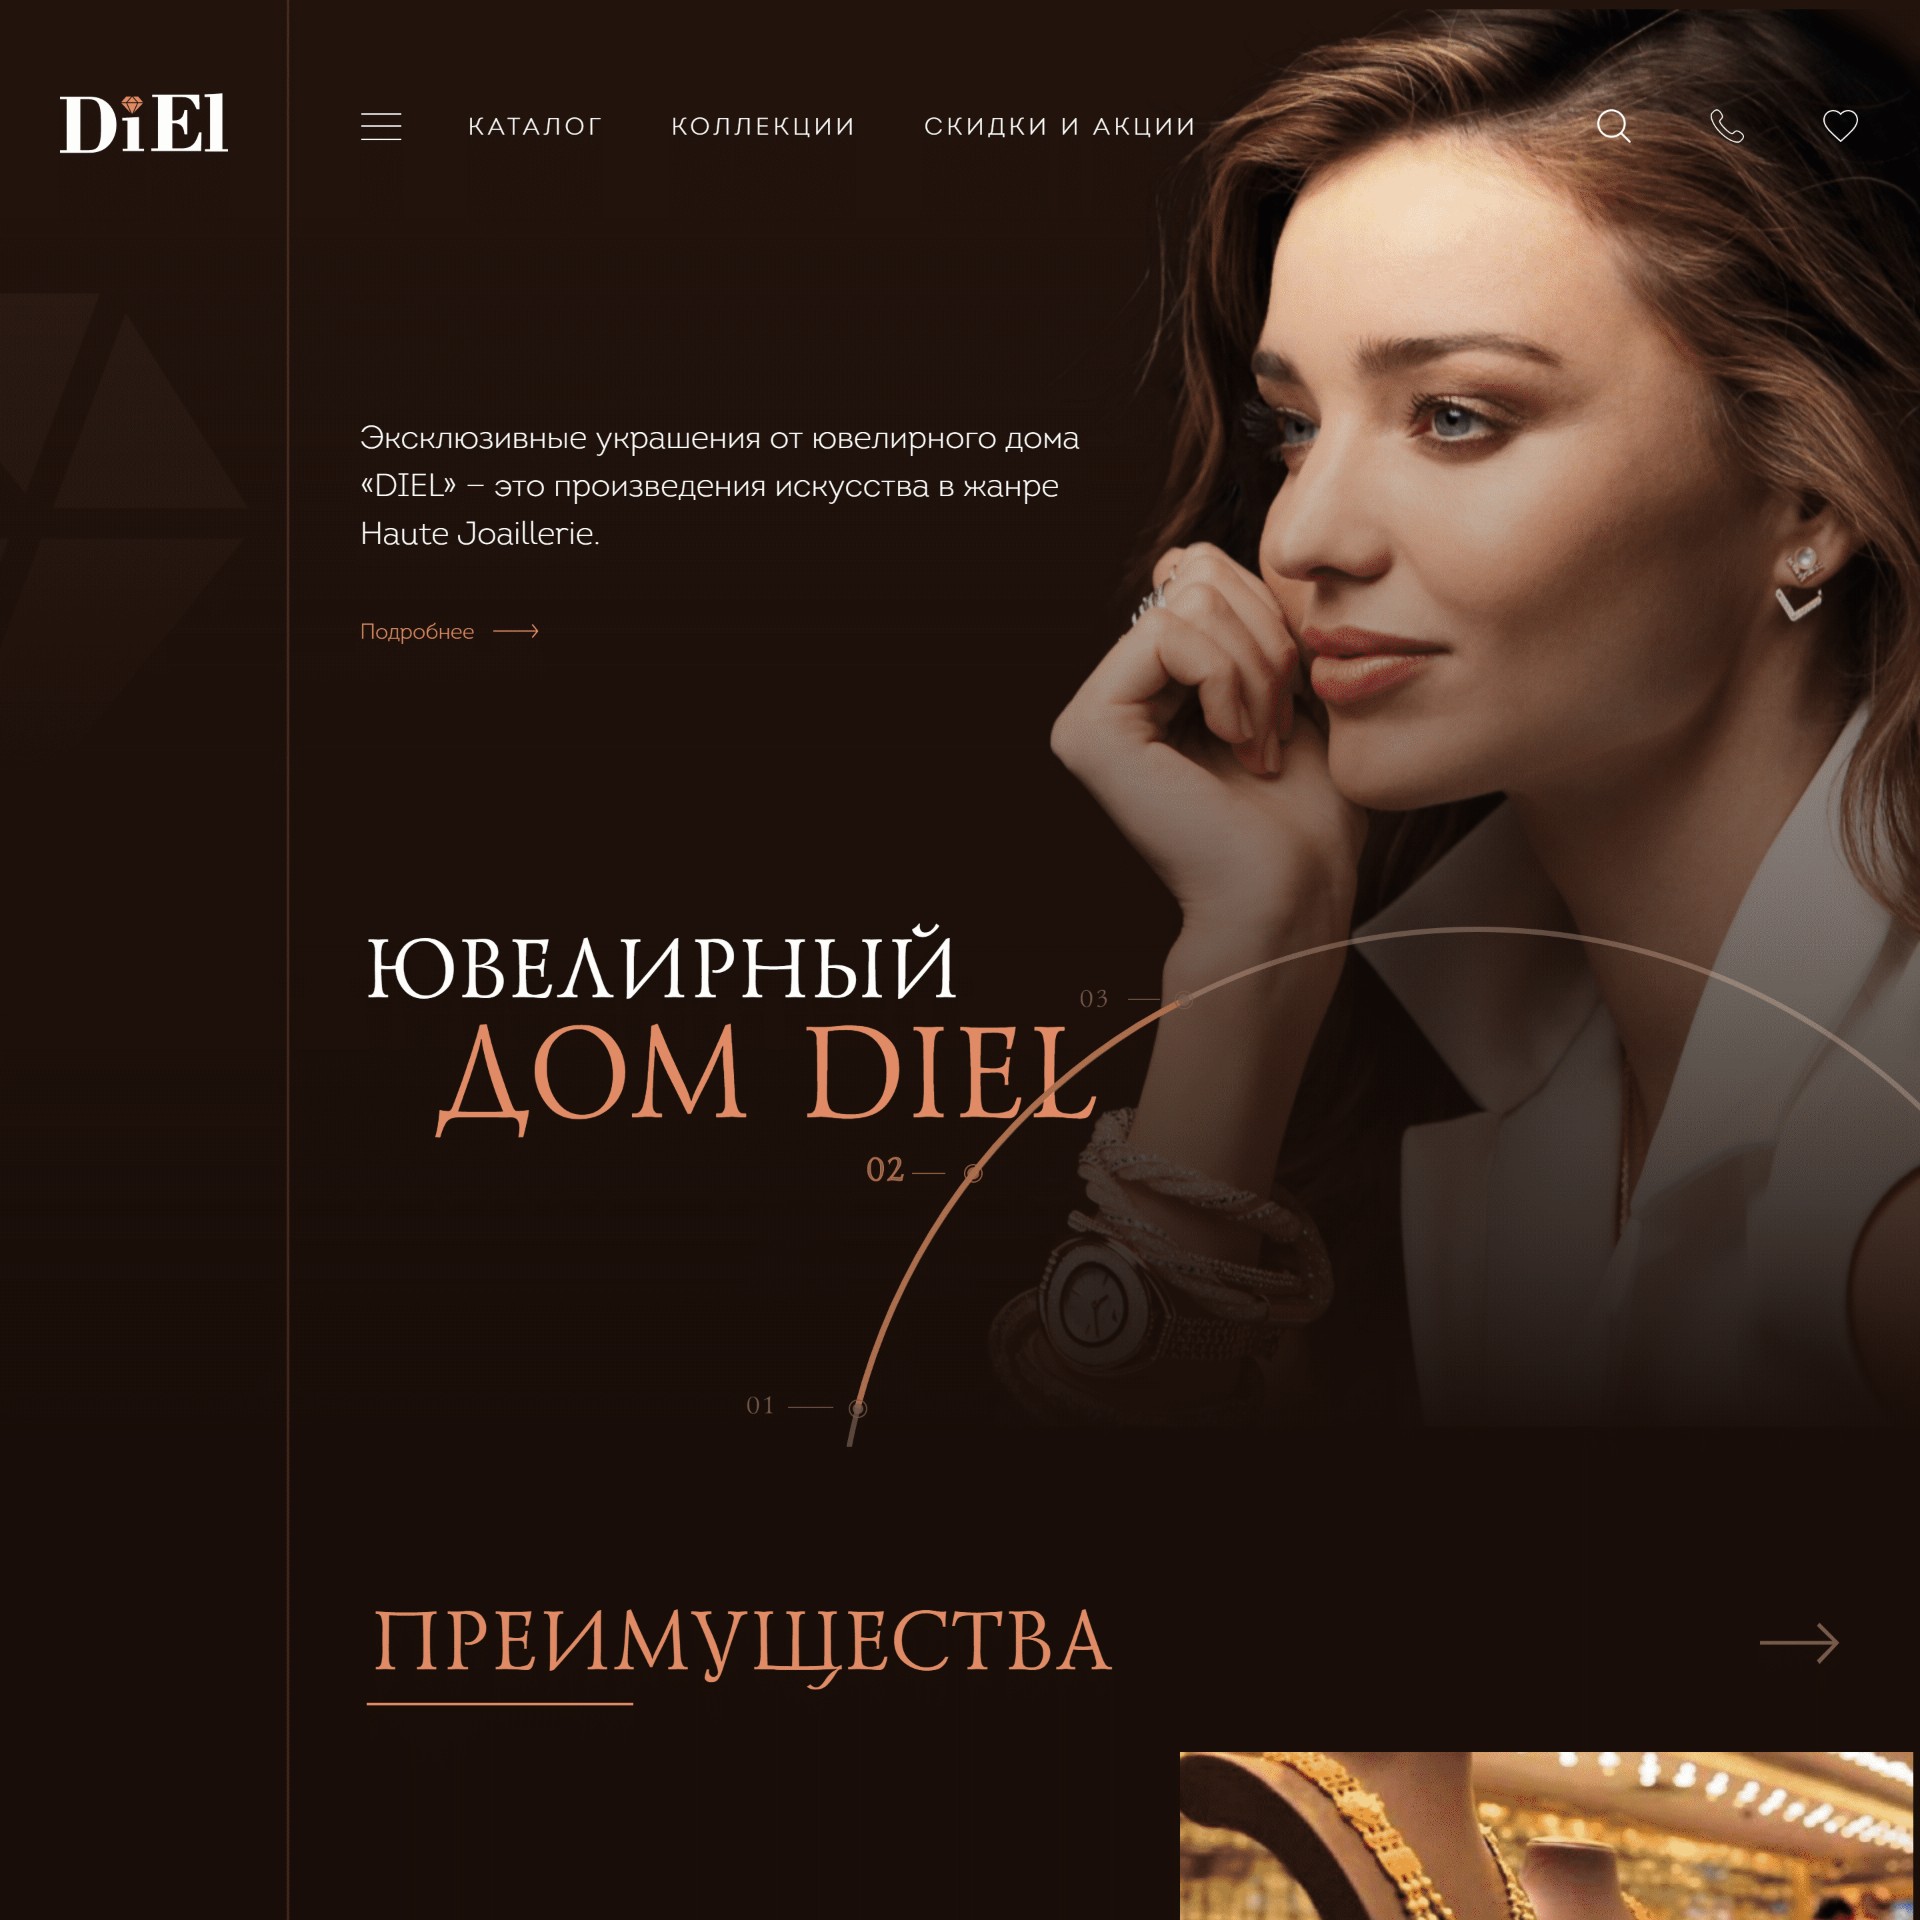 DiEl
КАТАЛОГ
КОЛЛЕКЦИИ
СКИДКИ И АКЦИИ
Эксклюзивные украшения от ювелирного дома
«DIEL» – это произведения искусства в жанре
Haute Joaillerie.
Подробнее
ЮВЕЛИРНЫЙ
ДОМ DIEL
03
02
01
ПРЕИМУЩЕСТВА